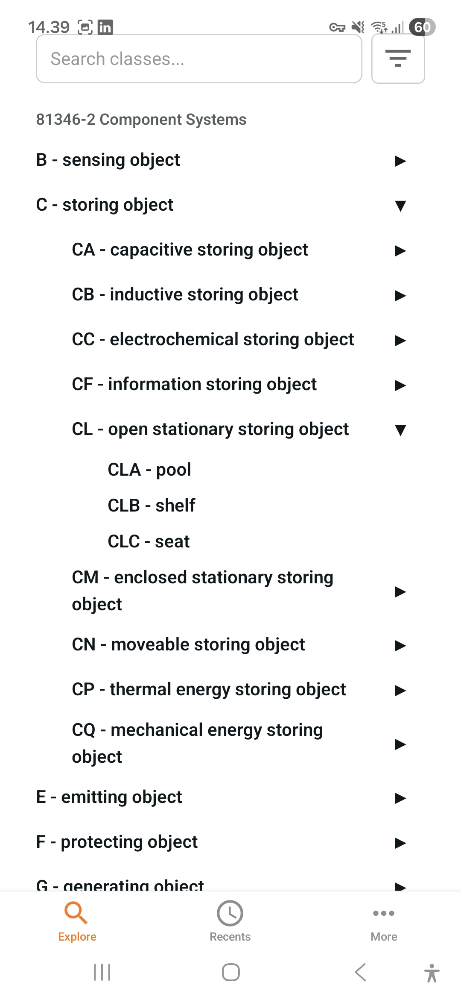 14.39
in
5
60
Search classes...
81346-2 Component Systems
B - sensing object
C - storing object
CA - capacitive storing object
CB - inductive storing object
CC - electrochemical storing object
CF - information storing object
CL - open stationary storing object
CLA - pool
CLB - shelf
CLC - seat
CM - enclosed stationary storing
object
CN - moveable storing object
CP - thermal energy storing object
CQ - mechanical energy storing
object
E - emitting object
F - protecting object
G - generating object
Explore
Recents
More